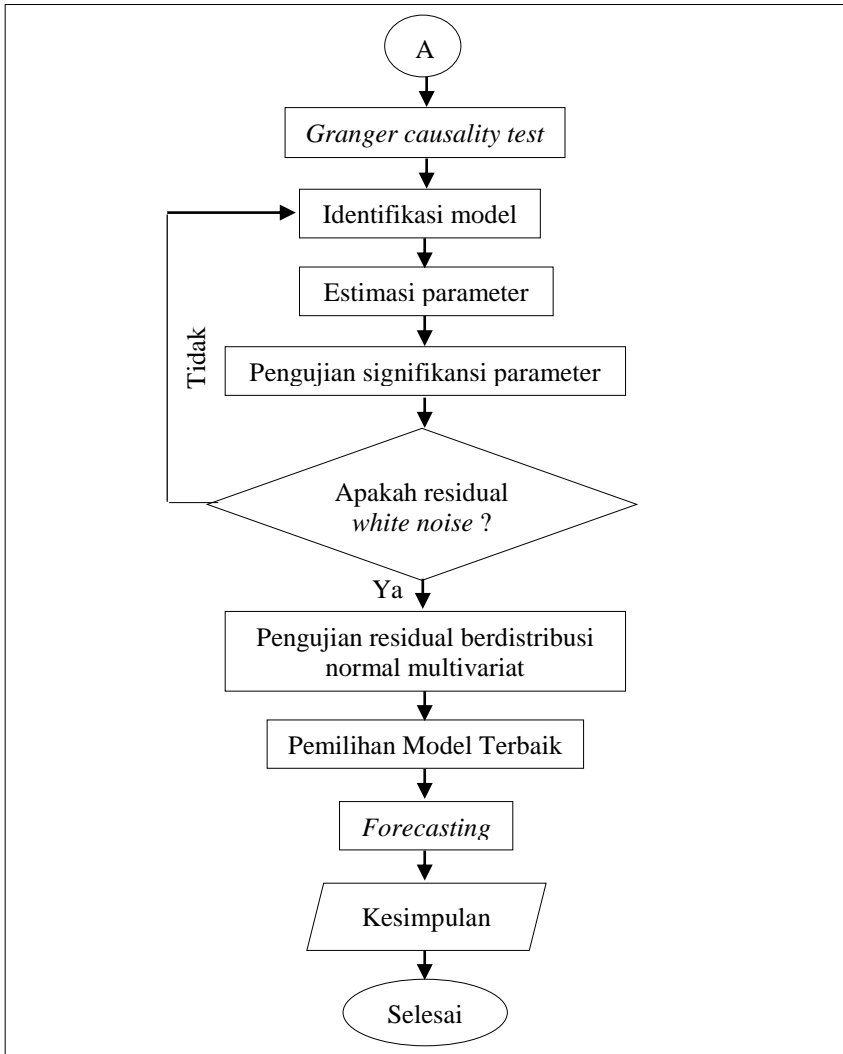 A
Granger causality test
Identifikasi model
Estimasi parameter
Tidak
Pengujian signifikansi parameter
Apakah residual
white noise ?
Ya
Pengujian residual berdistribusi
normal multivariat
Pemilihan Model Terbaik
Forecasting
Kesimpulan
Selesai